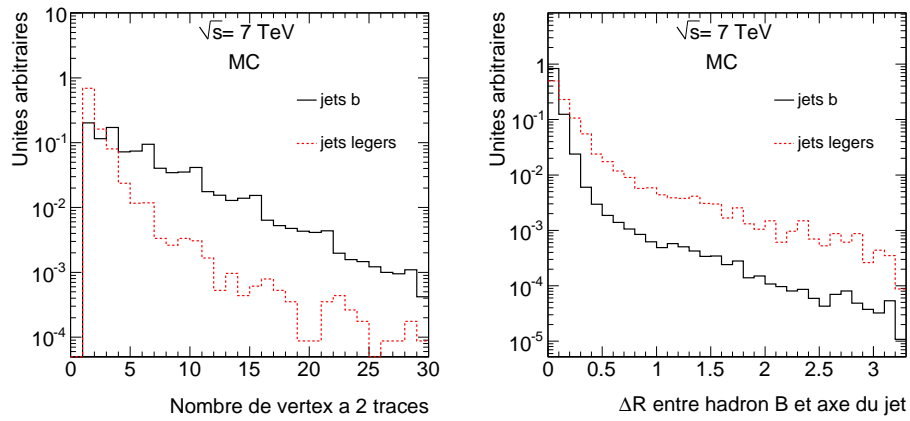 √s= 7 TeV
MC
jets b
jets legers
Unites arbitraires
10
1
10⁻¹
10⁻²
10⁻³
10⁻⁴
0 5 10 15 20 25 30
Nombre de vertex a 2 traces
√s= 7 TeV
MC
jets b
jets legers
Unites arbitraires
1
10⁻¹
10⁻²
10⁻³
10⁻⁴
10⁻⁵
0 0.5 1 1.5 2 2.5 3
ΔR entre hadron B et axe du jet